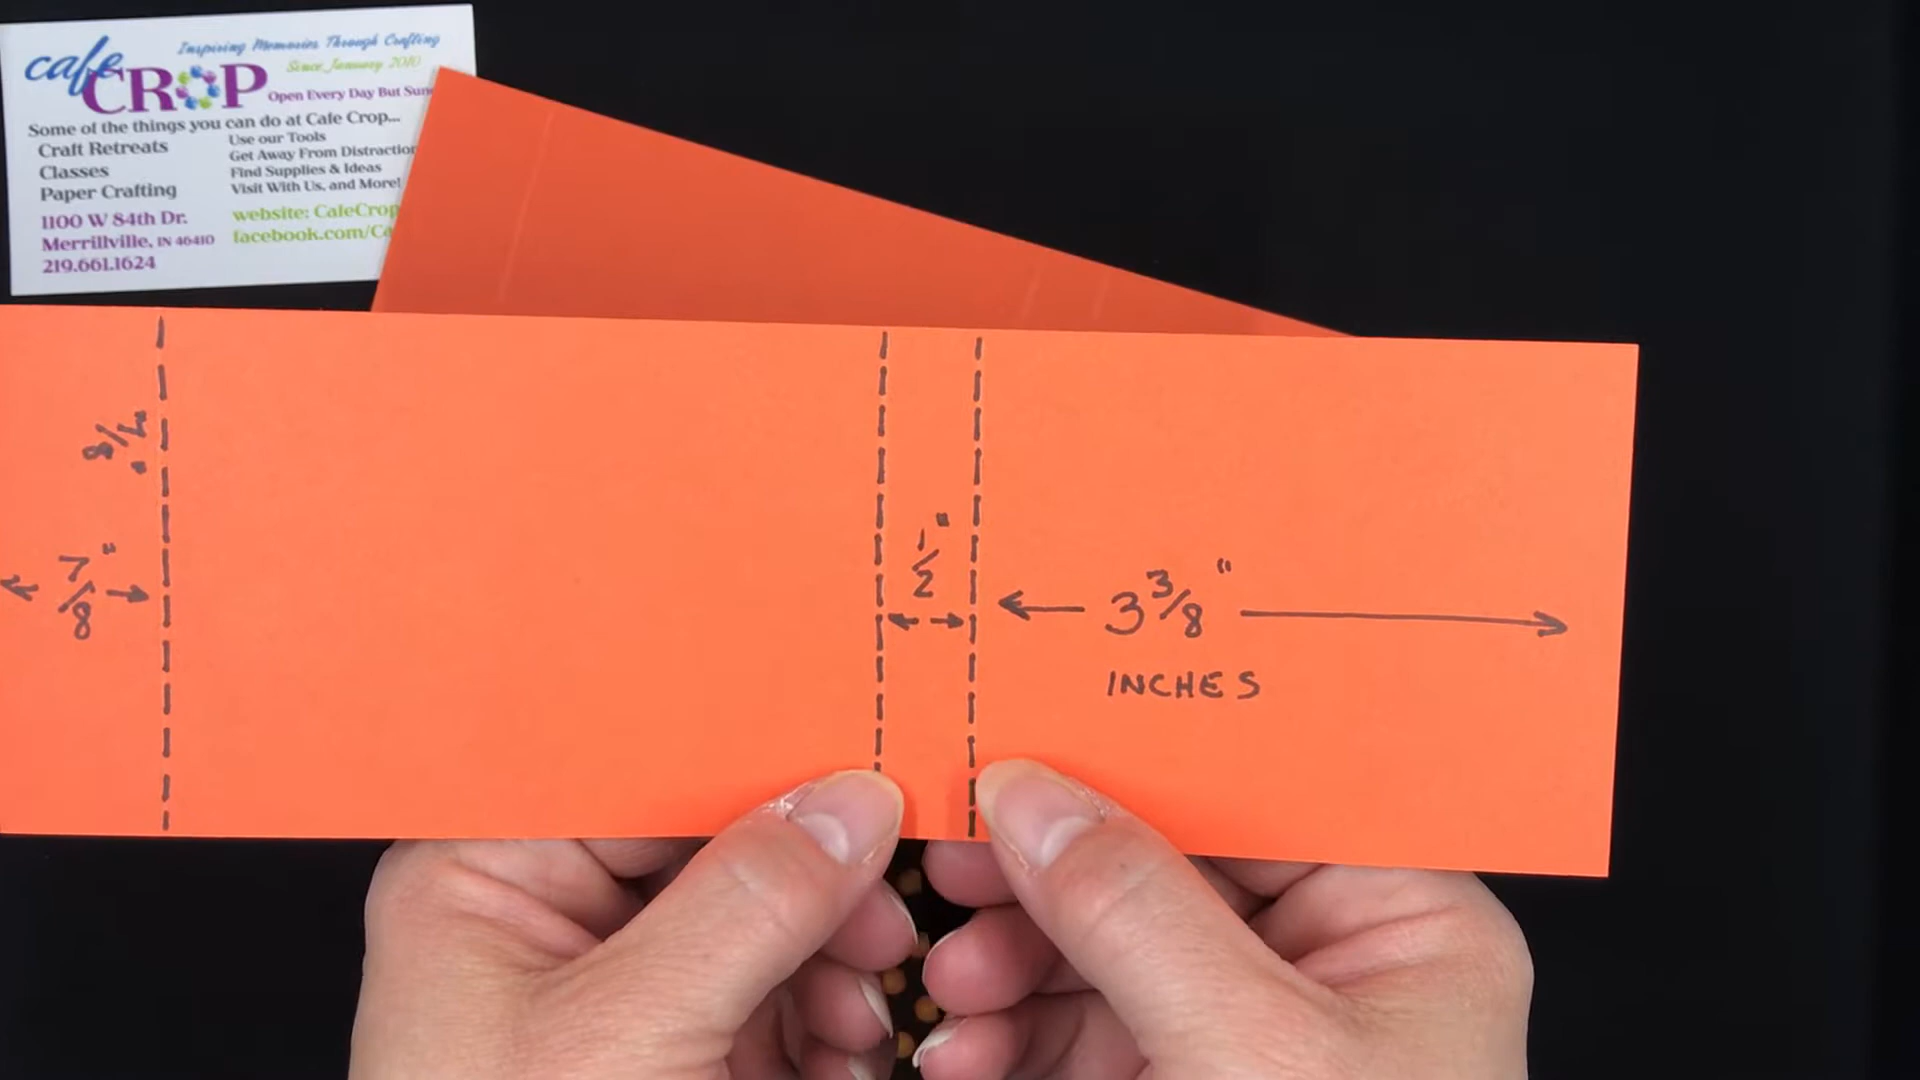 cafe
CROP
Inspiring Memories Through Crafting
Since January 2010
Open Every Day But
Some of the things you can do at Cafe Crop...
Craft Retreats
Classes
Paper Crafting
Use our Tools
Get Away From
Find Supplies & Ideas
Visit With Us, and More!
1100 W 84th Dr.
Merrillville, IN 46410
219.661.1624
website: CafeCrop
facebook.com/
7/8"
1/2"
3 3/8"
INCHES